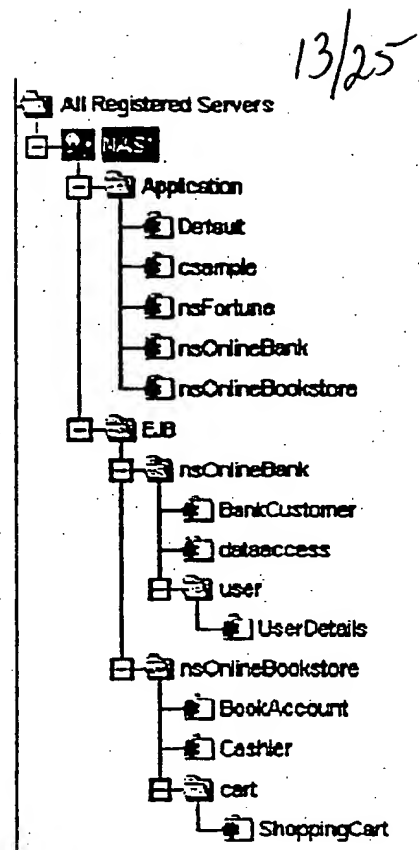 13/25
All Registered Servers
NAS1
Application
Default
csample
nsFortune
nsOnlineBank
nsOnlineBookstore
EJB
nsOnlineBank
BankCustomer
dataaccess
user
UserDetails
nsOnlineBookstore
BookAccount
Cashier
cart
ShoppingCart